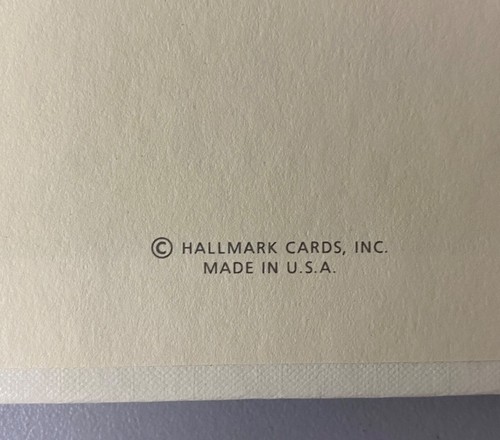 © HALLMARK CARDS, INC.
MADE IN U.S.A.